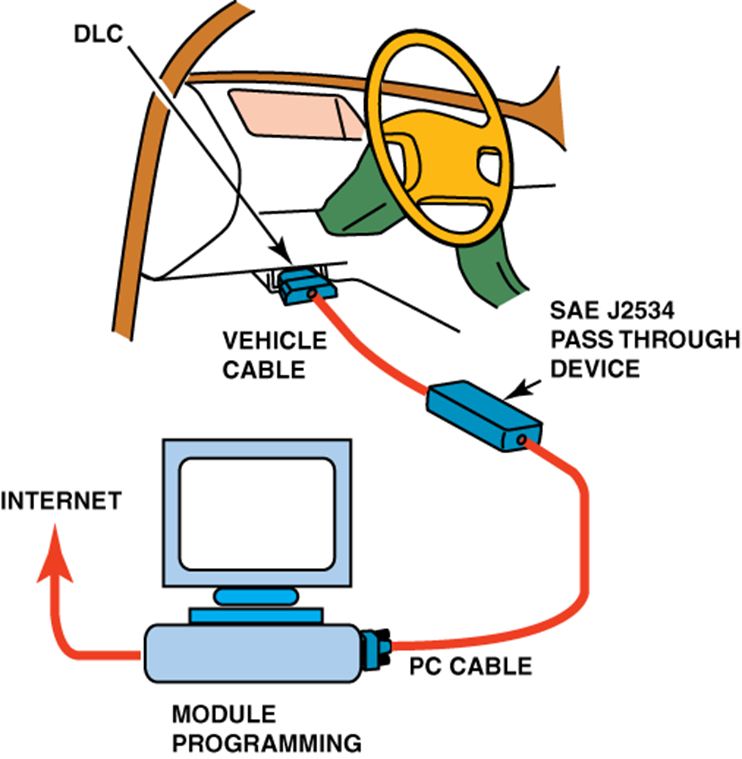 DLC
VEHICLE
CABLE
SAE J2534
PASS THROUGH
DEVICE
INTERNET
PC CABLE
MODULE
PROGRAMMING